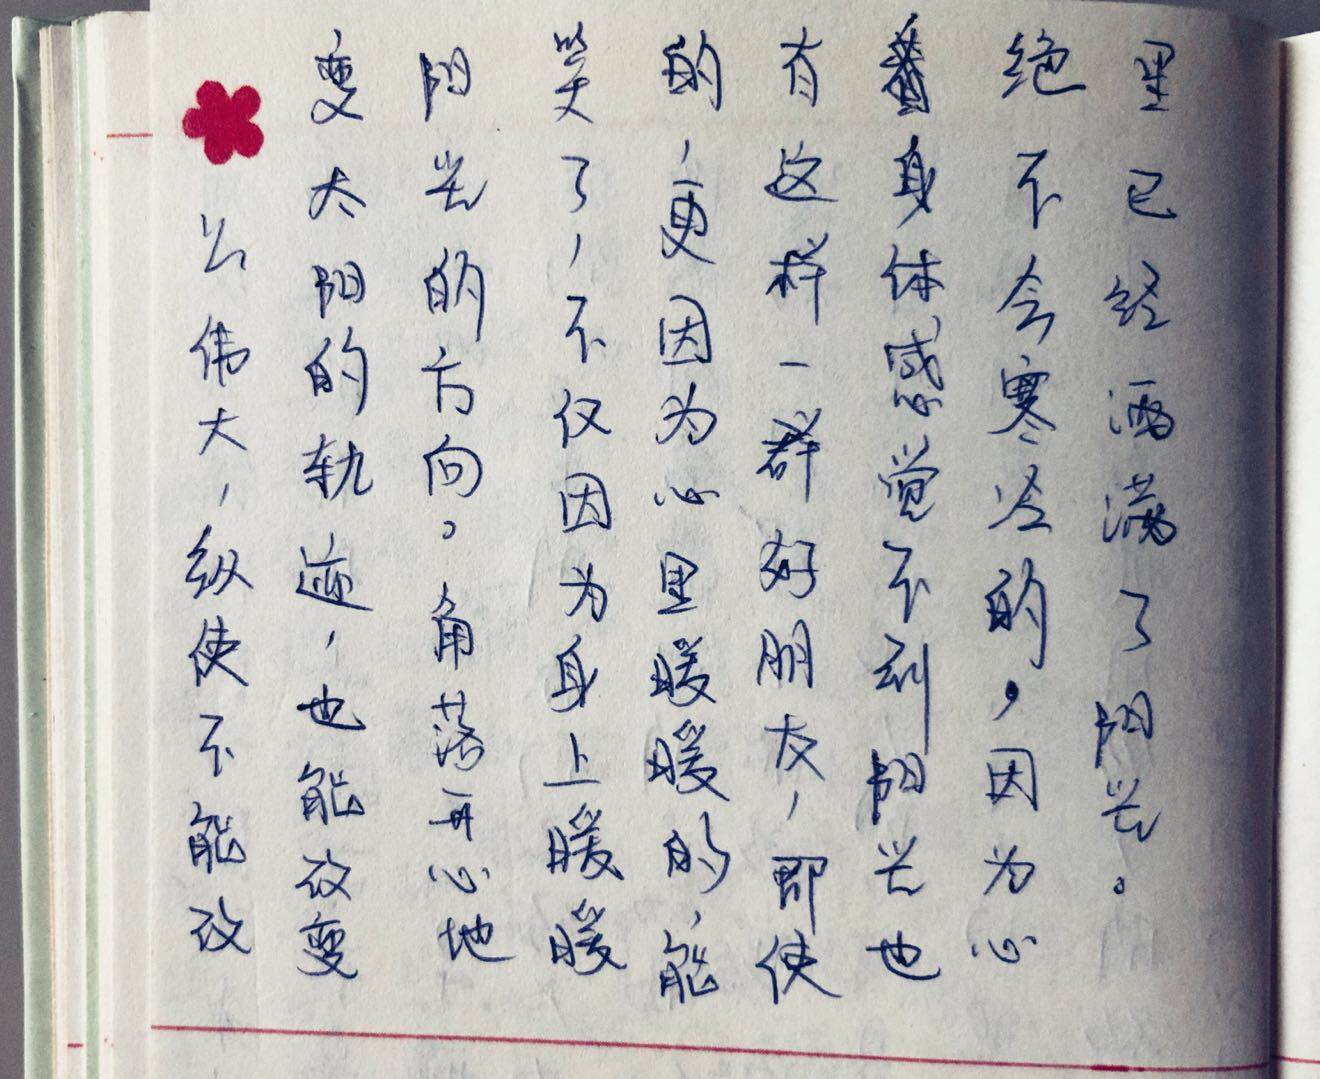 么伟大，纵使不能改
变太阳的轨迹，也能改变
阳光的方向。角落开心地
笑了，不仅因为身上暖暖
的，更因为心里暖暖的，能
有这样一群好朋友，即使
身体感觉不到阳光也
绝不会寒冷的，因为心
里已经洒满了阳光。